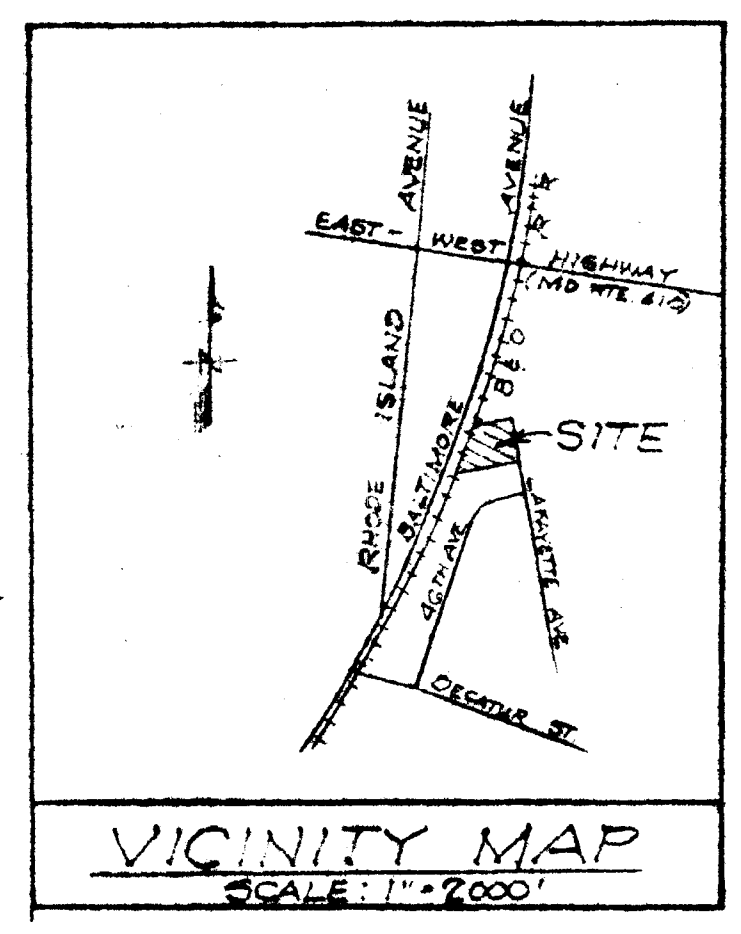 RHODE ISLAND AVENUE
BALTIMORE AVENUE
B & O R R
EAST - WEST HIGHWAY
(MD RTE. 410)
SITE
LAFAYETTE AVE
46TH AVE
DECATUR ST.
VICINITY MAP
SCALE: 1" = 2000'